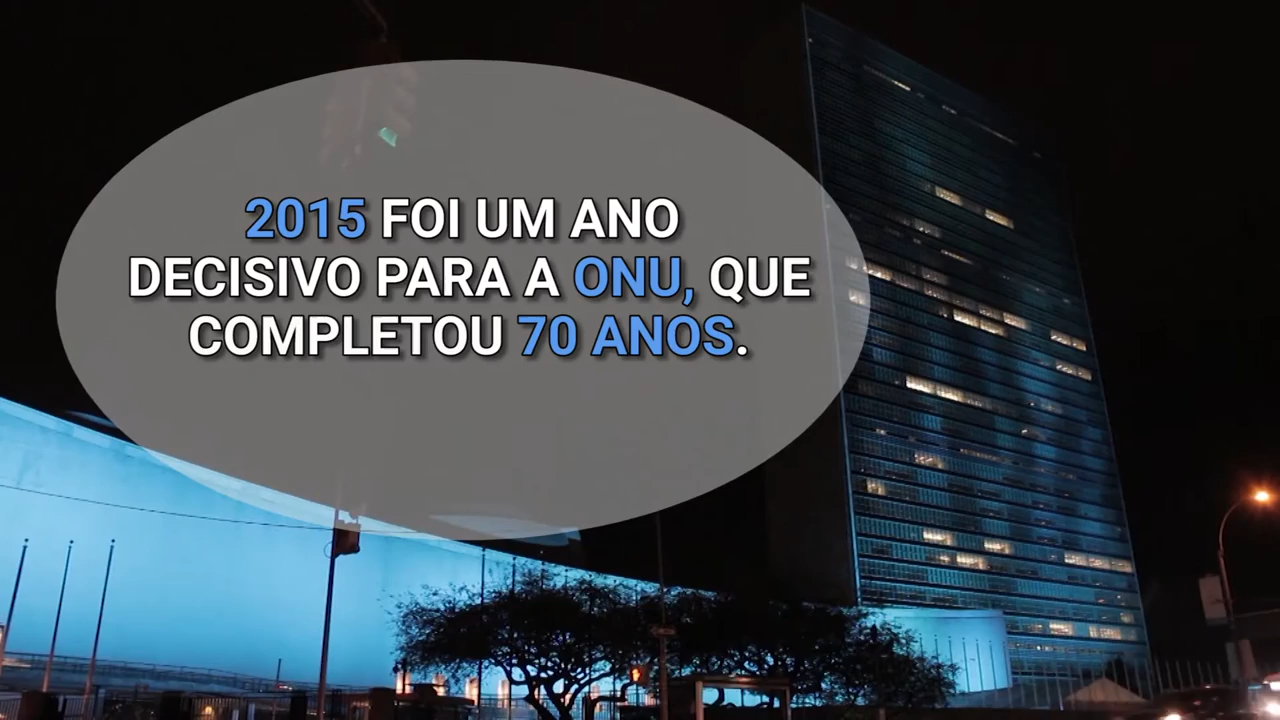 2015 FOI UM ANO
DECISIVO PARA A ONU, QUE
COMPLETOU 70 ANOS.